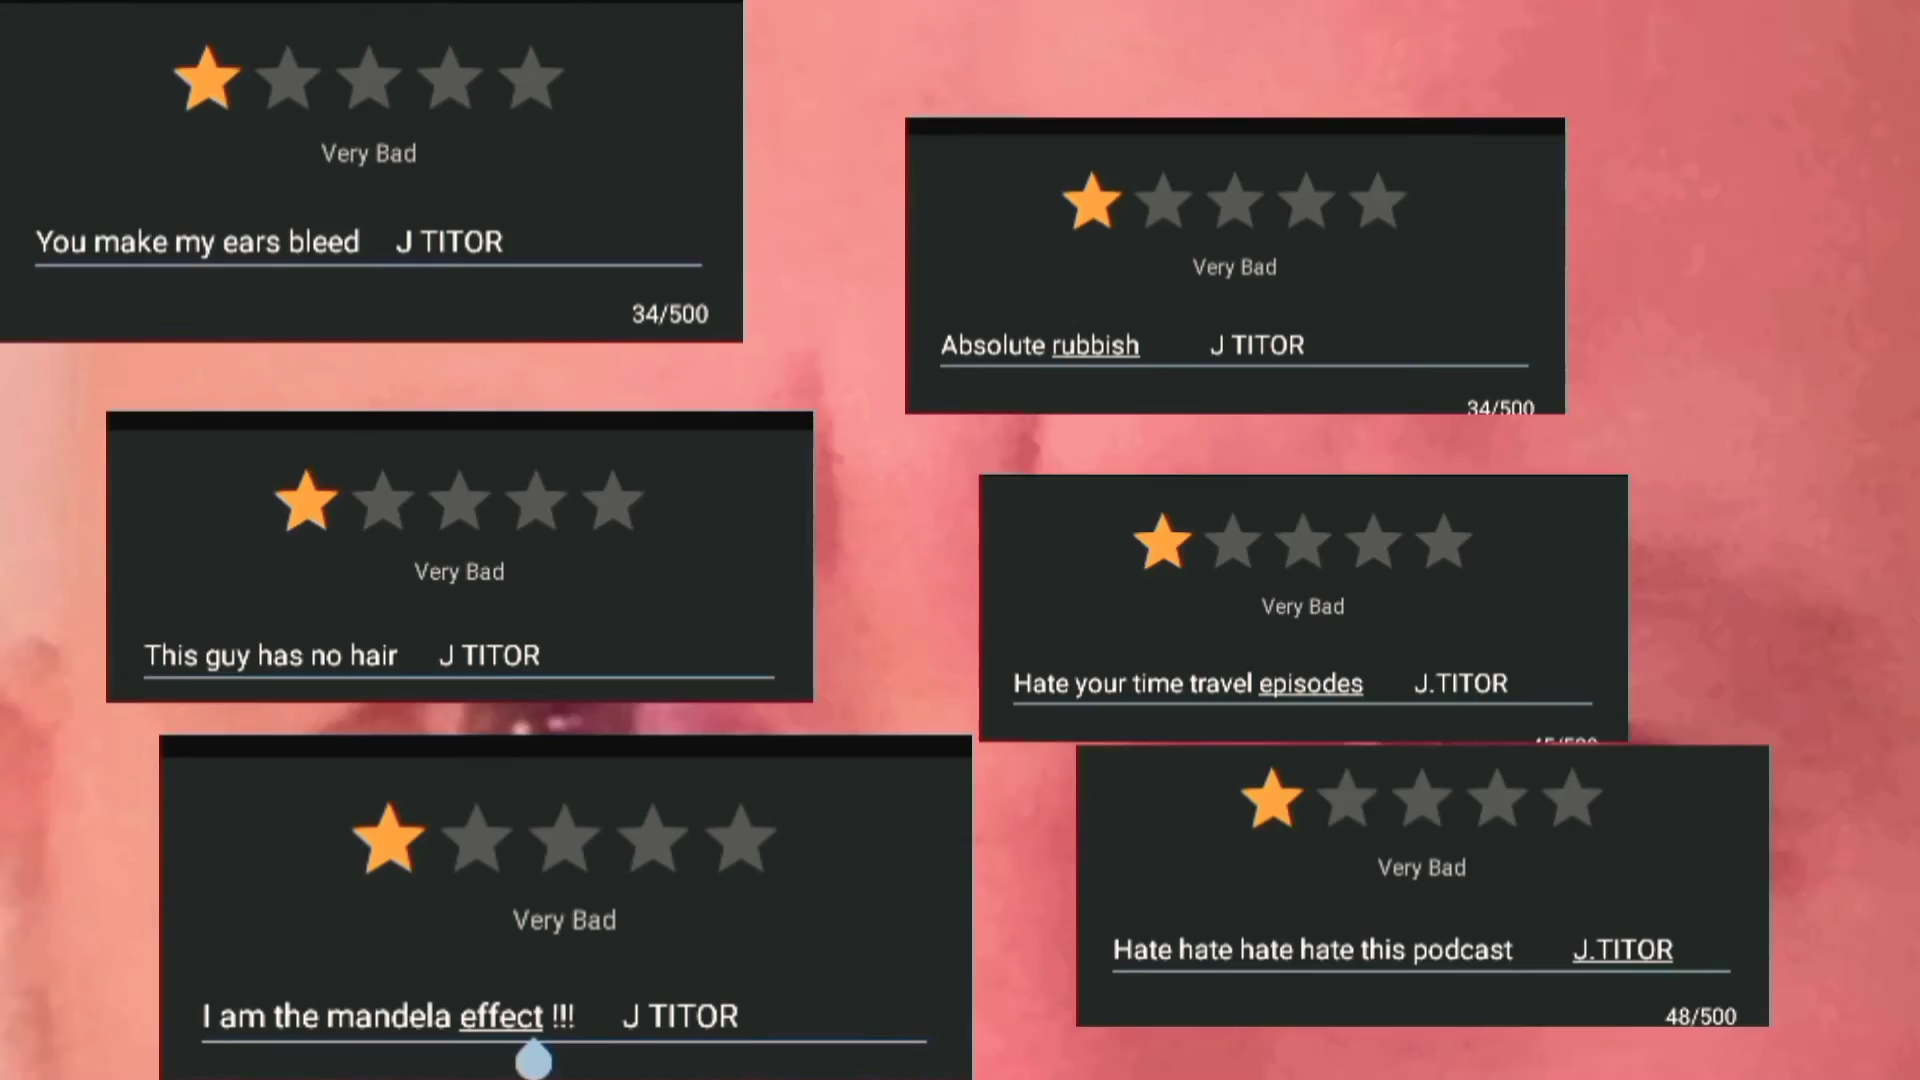 Very Bad
You make my ears bleed J TITOR
34/500
Very Bad
Absolute rubbish J TITOR
34/500
Very Bad
This guy has no hair J TITOR
Very Bad
Hate your time travel episodes J.TITOR
Very Bad
I am the mandela effect !!! J TITOR
Very Bad
Hate hate hate hate this podcast J.TITOR
48/500